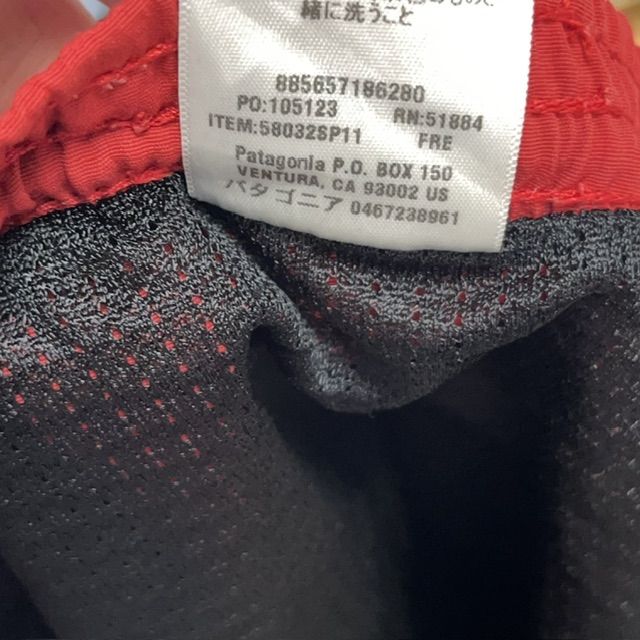 緒に洗うこと
885657186280
PO:105123 RN:51884
ITEM:58032SP11 FRE
Patagonia P.O. BOX 150
VENTURA, CA 93002 US
パタゴニア 0467238961